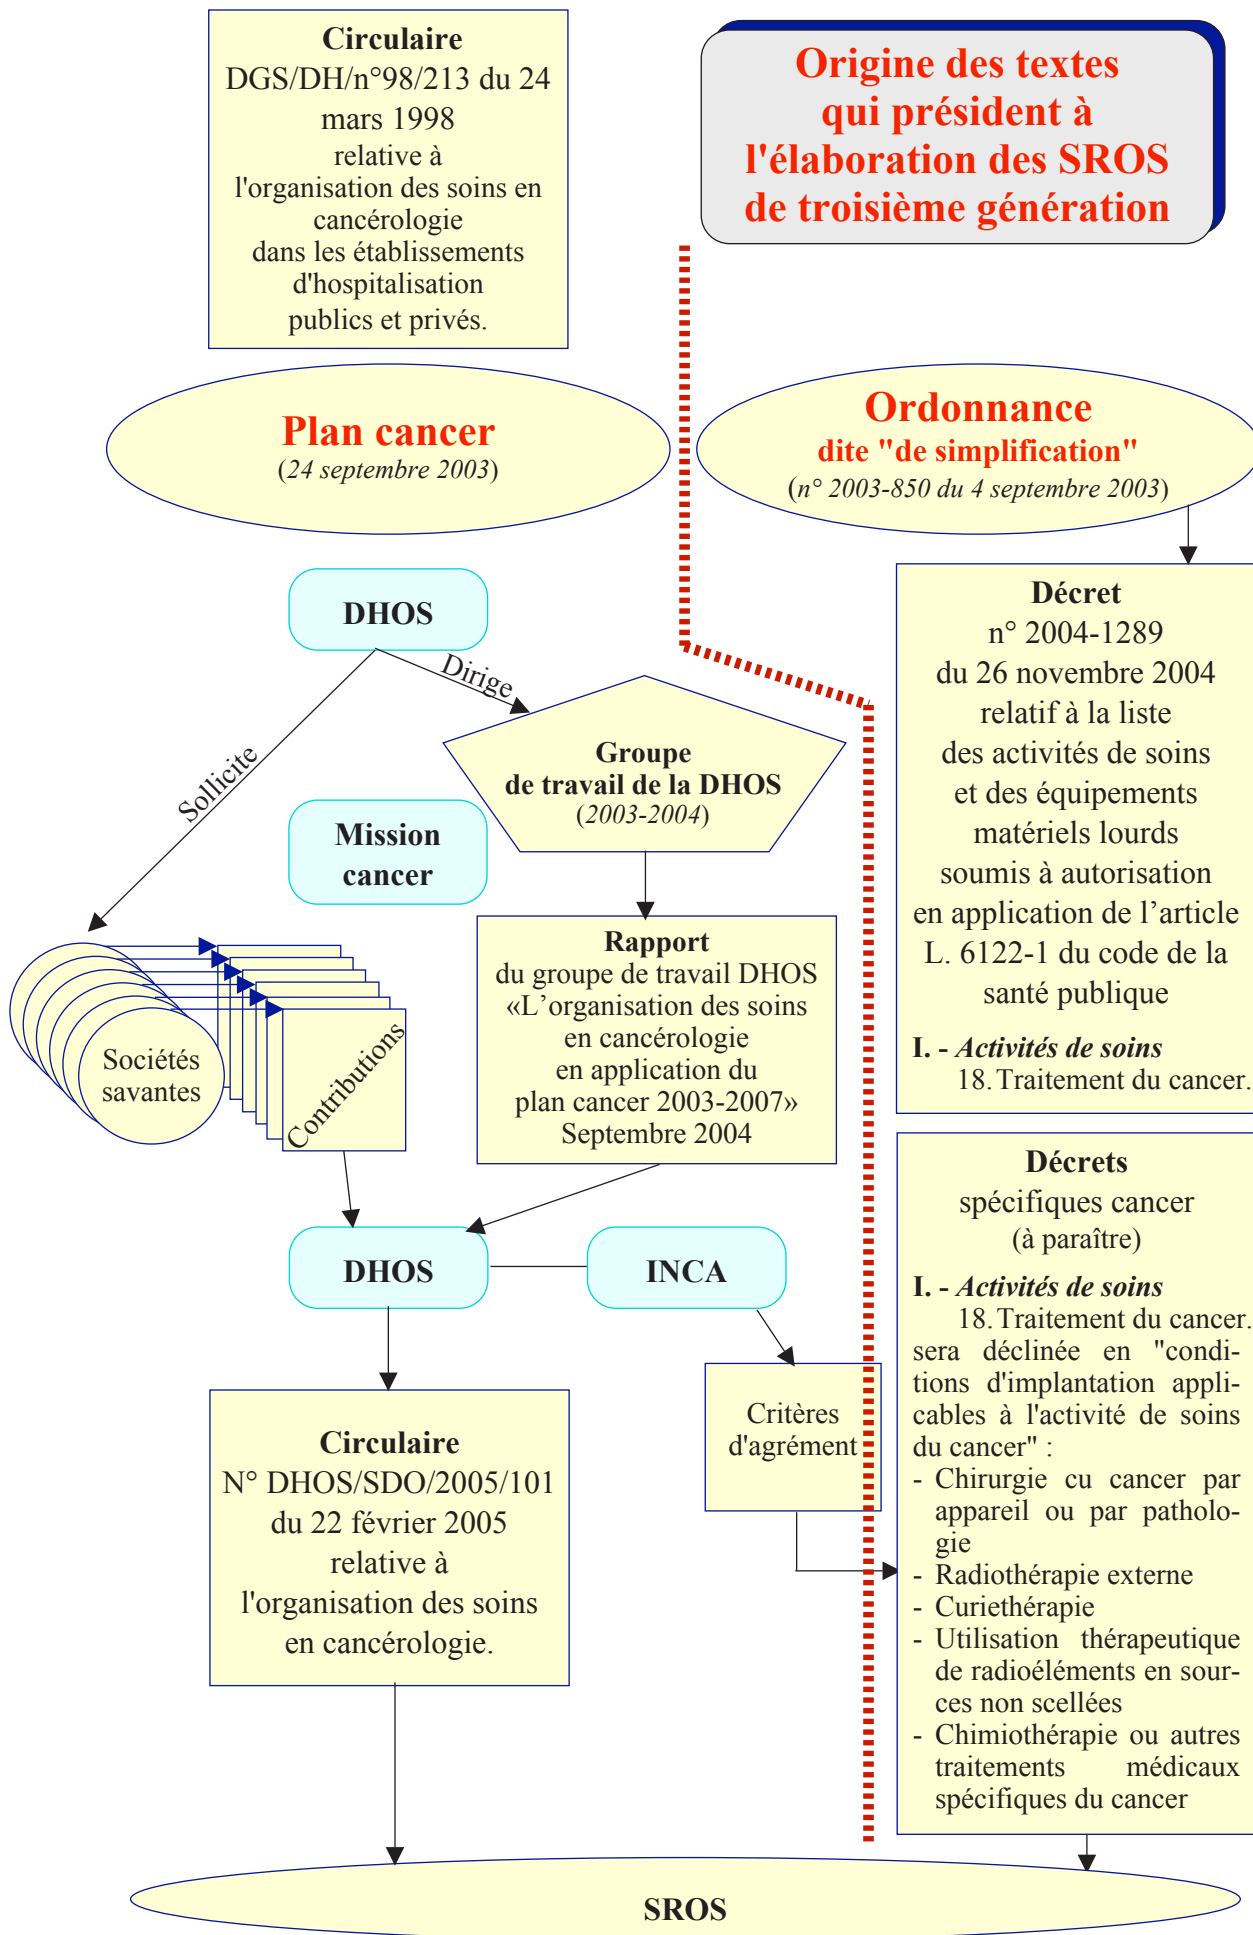 Circulaire
DGS/DH/n°98/213 du 24
mars 1998
relative à
l'organisation des soins en
cancérologie
dans les établissements
d'hospitalisation
publics et privés.
Origine des textes
qui président à
l'élaboration des SROS
de troisième génération
Plan cancer
(24 septembre 2003)
Ordonnance
dite "de simplification"
(n° 2003-850 du 4 septembre 2003)
DHOS
Dirige
Sollicite
Groupe
de travail de la DHOS
(2003-2004)
Mission
cancer
Décret
n° 2004-1289
du 26 novembre 2004
relatif à la liste
des activités de soins
et des équipements
matériels lourds
soumis à autorisation
en application de l’article
L. 6122-1 du code de la
santé publique
I. - Activités de soins
18. Traitement du cancer.
Sociétés
savantes
Contributions
Rapport
du groupe de travail DHOS
«L’organisation des soins
en cancérologie
en application du
plan cancer 2003-2007»
Septembre 2004
DHOS
INCA
Critères
d'agrément
Décrets
spécifiques cancer
(à paraître)
I. - Activités de soins
18. Traitement du cancer.
sera déclinée en "condi-
tions d'implantation appli-
cables à l'activité de soins
du cancer" :
- Chirurgie cu cancer par
appareil ou par patholo-
gie
- Radiothérapie externe
- Curiethérapie
- Utilisation thérapeutique
de radioéléments en sour-
ces non scellées
- Chimiothérapie ou autres
traitements médicaux
spécifiques du cancer
Circulaire
N° DHOS/SDO/2005/101
du 22 février 2005
relative à
l'organisation des soins
en cancérologie.
SROS